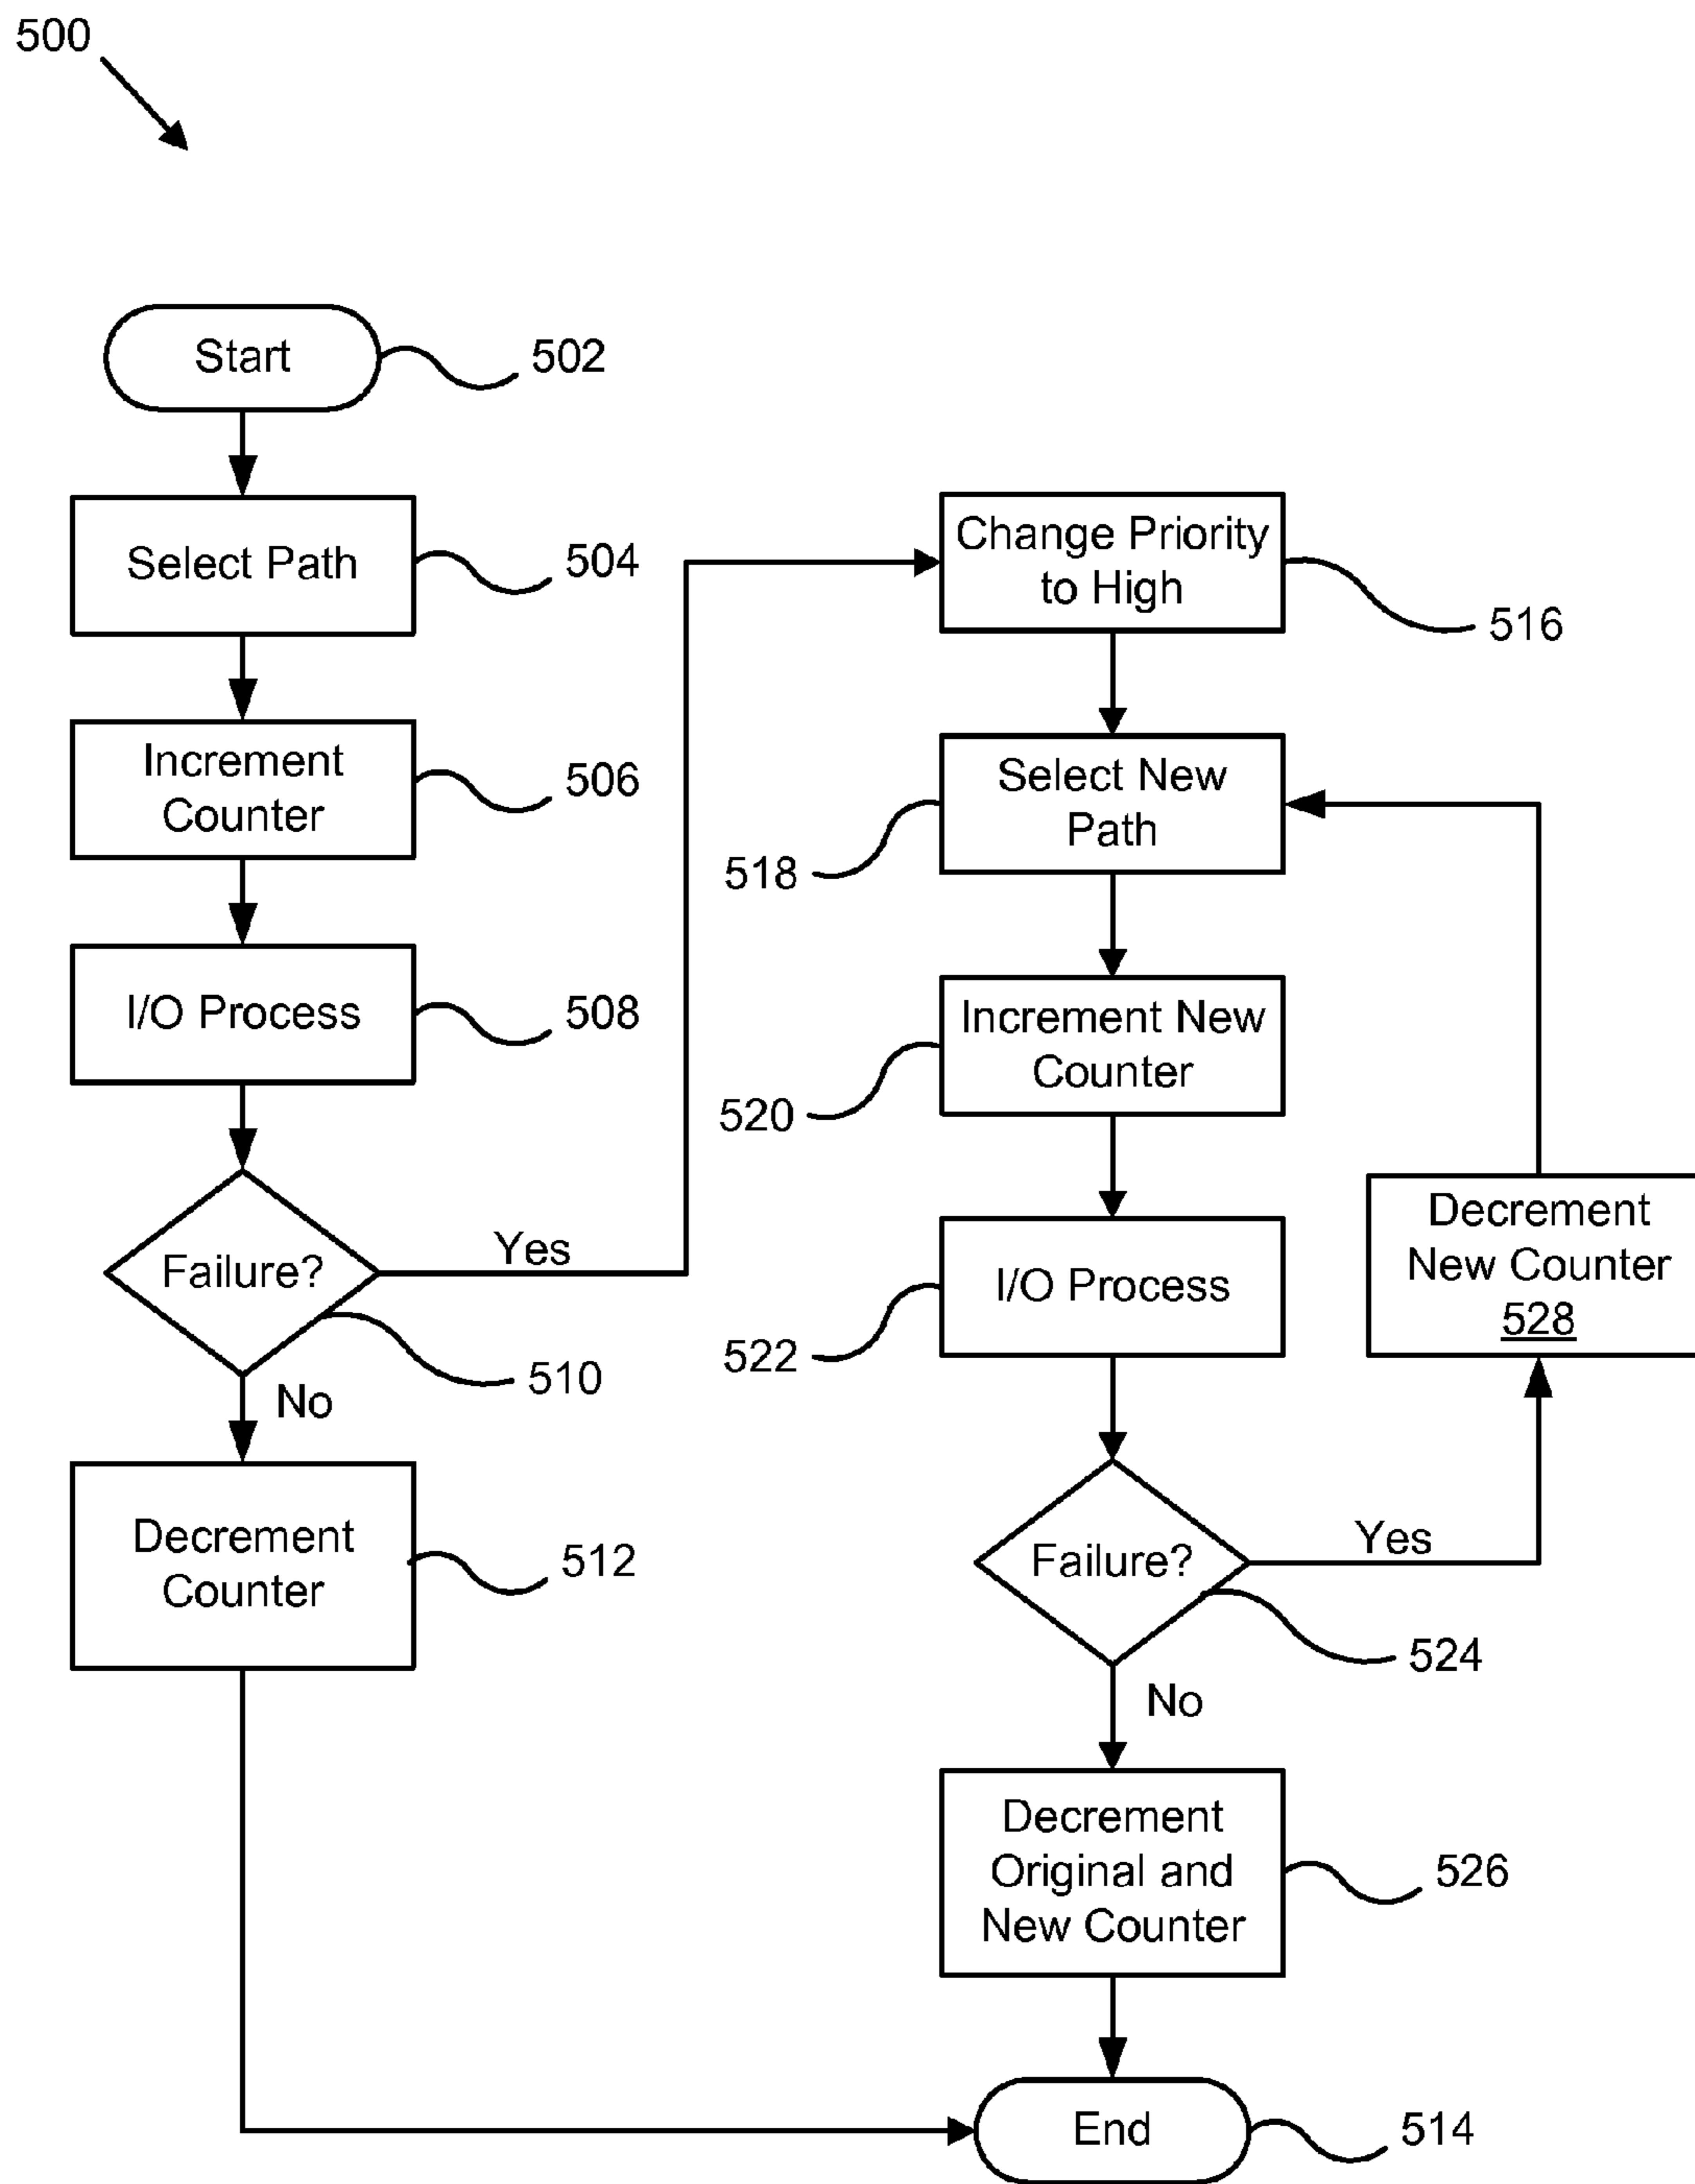 500
Start
502
Select Path
504
Increment
Counter
506
I/O Process
508
Failure?
Yes
510
No
Decrement
Counter
512
Change Priority
to High
516
Select New
Path
518
Increment New
Counter
520
I/O Process
522
Failure?
Yes
524
No
Decrement
New Counter
528
Decrement
Original and
New Counter
526
End
514